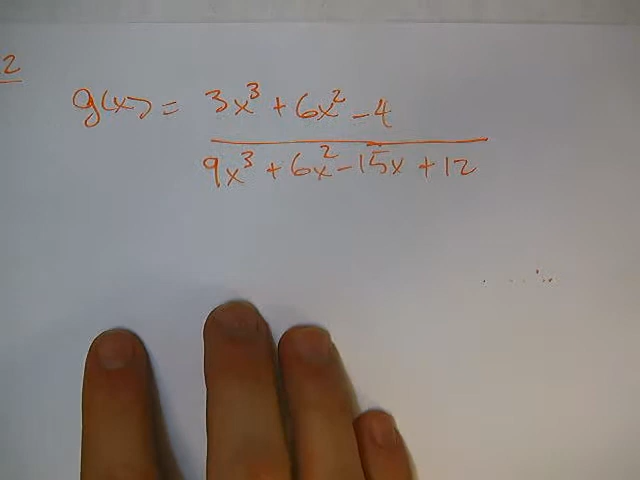 2
g(x) = 3x³ + 6x² - 4
9x³ + 6x² - 15x + 12